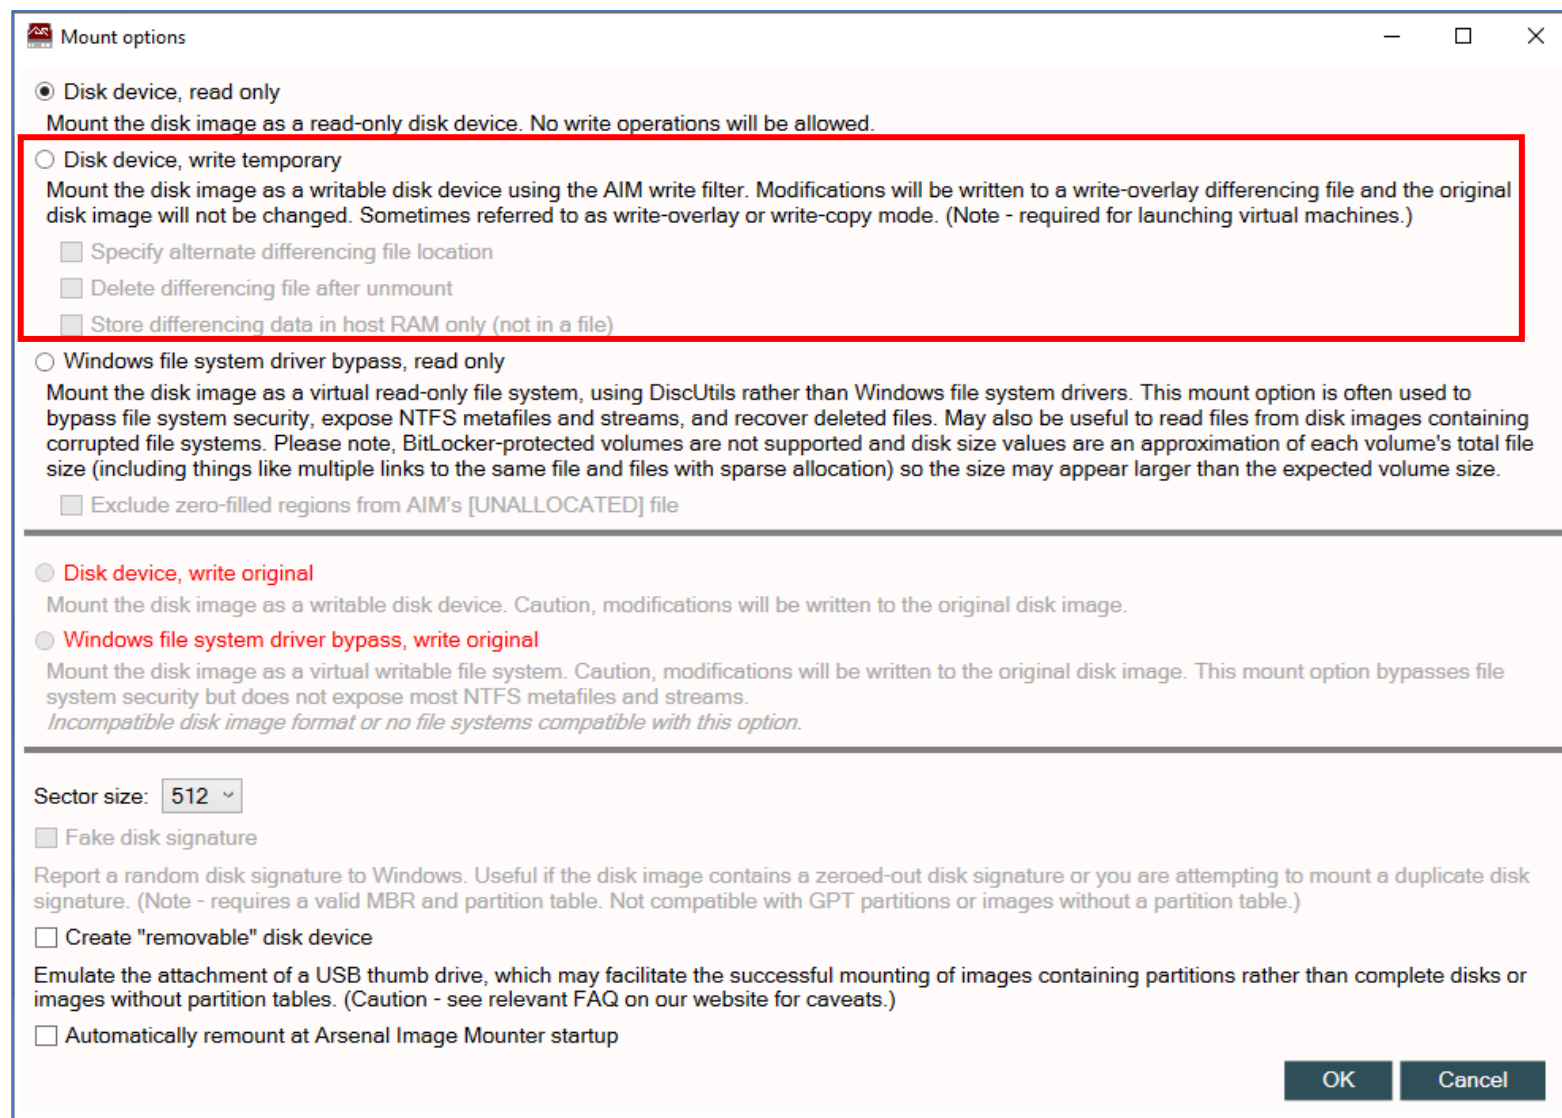 Mount options
Disk device, read only
Mount the disk image as a read-only disk device. No write operations will be allowed.
Disk device, write temporary
Mount the disk image as a writable disk device using the AIM write filter. Modifications will be written to a write-overlay differencing file and the original
disk image will not be changed. Sometimes referred to as write-overlay or write-copy mode. (Note - required for launching virtual machines.)
Specify alternate differencing file location
Delete differencing file after unmount
Store differencing data in host RAM only (not in a file)
Windows file system driver bypass, read only
Mount the disk image as a virtual read-only file system, using DiscUtils rather than Windows file system drivers. This mount option is often used to
bypass file system security, expose NTFS metafiles and streams, and recover deleted files. May also be useful to read files from disk images containing
corrupted file systems. Please note, BitLocker-protected volumes are not supported and disk size values are an approximation of each volume's total file
size (including things like multiple links to the same file and files with sparse allocation) so the size may appear larger than the expected volume size.
Exclude zero-filled regions from AIM's [UNALLOCATED] file
Disk device, write original
Mount the disk image as a writable disk device. Caution, modifications will be written to the original disk image.
Windows file system driver bypass, write original
Mount the disk image as a virtual writable file system. Caution, modifications will be written to the original disk image. This mount option bypasses file
system security but does not expose most NTFS metafiles and streams.
Incompatible disk image format or no file systems compatible with this option.
Sector size: 512
Fake disk signature
Report a random disk signature to Windows. Useful if the disk image contains a zeroed-out disk signature or you are attempting to mount a duplicate disk
signature. (Note - requires a valid MBR and partition table. Not compatible with GPT partitions or images without a partition table.)
Create "removable" disk device
Emulate the attachment of a USB thumb drive, which may facilitate the successful mounting of images containing partitions rather than complete disks or
images without partition tables. (Caution - see relevant FAQ on our website for caveats.)
Automatically remount at Arsenal Image Mounter startup
OK Cancel